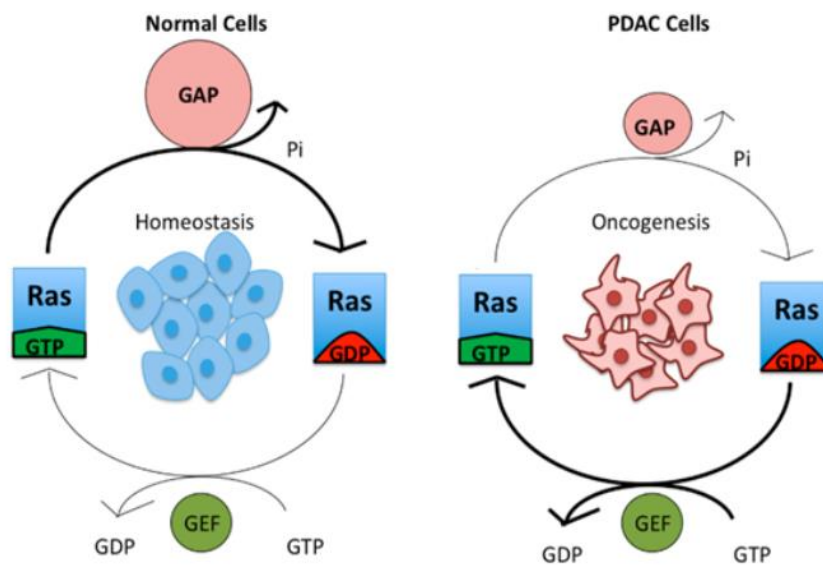 Normal Cells
GAP
Pi
Homeostasis
Ras
GTP
Ras
GDP
GEF
GDP
GTP
PDAC Cells
GAP
Pi
Oncogenesis
Ras
GTP
Ras
GDP
GEF
GDP
GTP